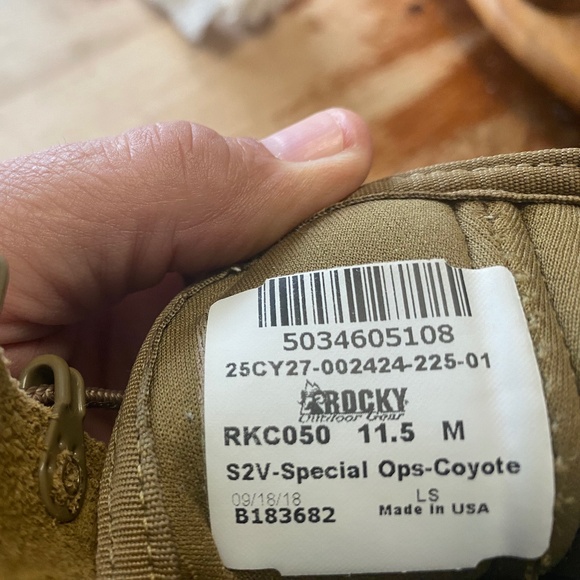 5034605108
25CY27-002424-225-01
ROCKY
Outdoor Gear
RKC050 11.5 M
S2V-Special Ops-Coyote
09/18/18 LS
B183682 Made in USA